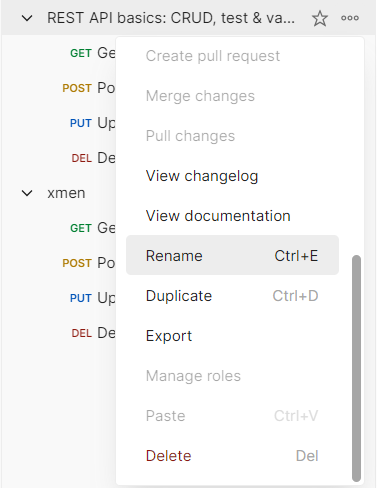 REST API basics: CRUD, test & va...
GET Ge
Create pull request
POST Po
Merge changes
PUT Up
Pull changes
DEL De
View changelog
xmen
View documentation
GET Ge
Rename Ctrl+E
POST Po
Duplicate Ctrl+D
PUT Up
Export
DEL De
Manage roles
Paste Ctrl+V
Delete Del